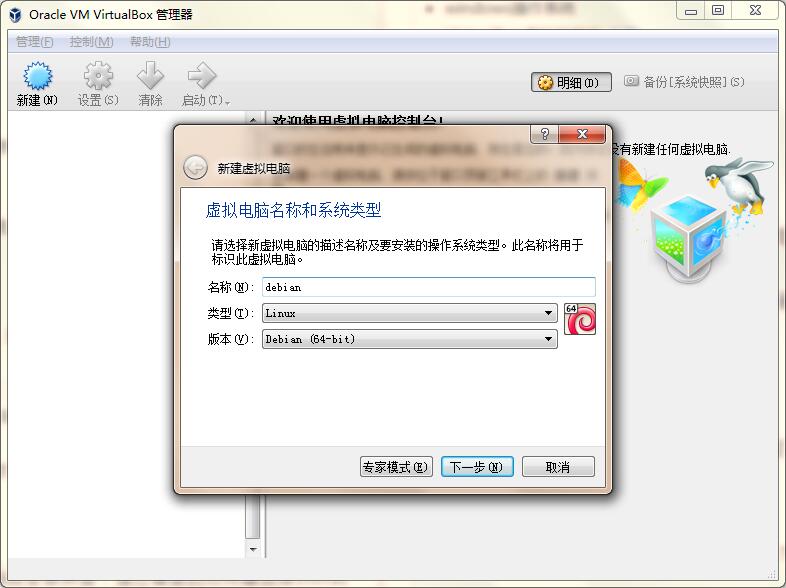 Oracle VM VirtualBox 管理器
管理(F) 控制(M) 帮助(H)
新建(N) 设置(S) 清除 启动(T) 明细(D) 备份[系统快照](S)
欢迎使用虚拟电脑控制台!
没有新建任何虚拟电脑.
新建虚拟电脑
虚拟电脑名称和系统类型
请选择新虚拟电脑的描述名称及要安装的操作系统类型。此名称将用于
标识此虚拟电脑。
名称(N): debian
类型(T): Linux
64
版本(V): Debian (64-bit)
专家模式(E) 下一步(N) 取消